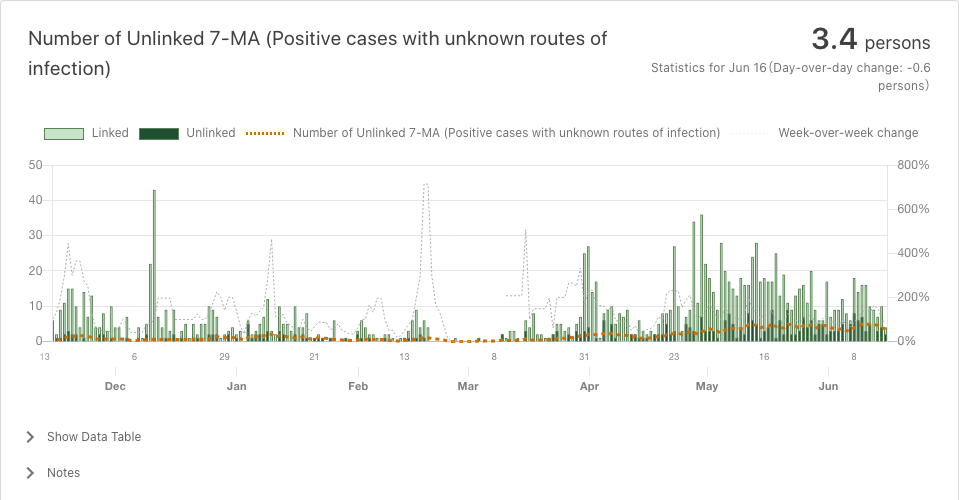 Number of Unlinked 7-MA (Positive cases with unknown routes of
infection)
3.4 persons
Statistics for Jun 16(Day-over-day change: -0.6
persons)
Linked Unlinked Number of Unlinked 7-MA (Positive cases with unknown routes of infection) Week-over-week change
50 800%
40 600%
30 400%
20
10 200%
0 0%
13 6 29 21 13 8 31 23 16 8
Dec Jan Feb Mar Apr May Jun
Show Data Table
Notes